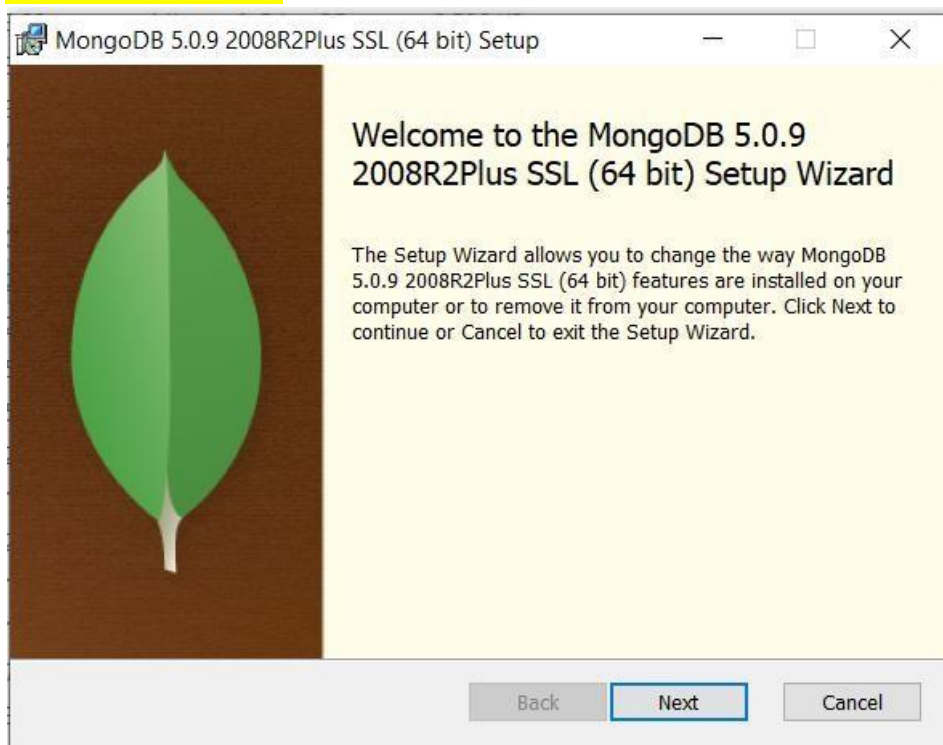 MongoDB 5.0.9 2008R2Plus SSL (64 bit) Setup
Welcome to the MongoDB 5.0.9
2008R2Plus SSL (64 bit) Setup Wizard
The Setup Wizard allows you to change the way MongoDB
5.0.9 2008R2Plus SSL (64 bit) features are installed on your
computer or to remove it from your computer. Click Next to
continue or Cancel to exit the Setup Wizard.
Back Next Cancel